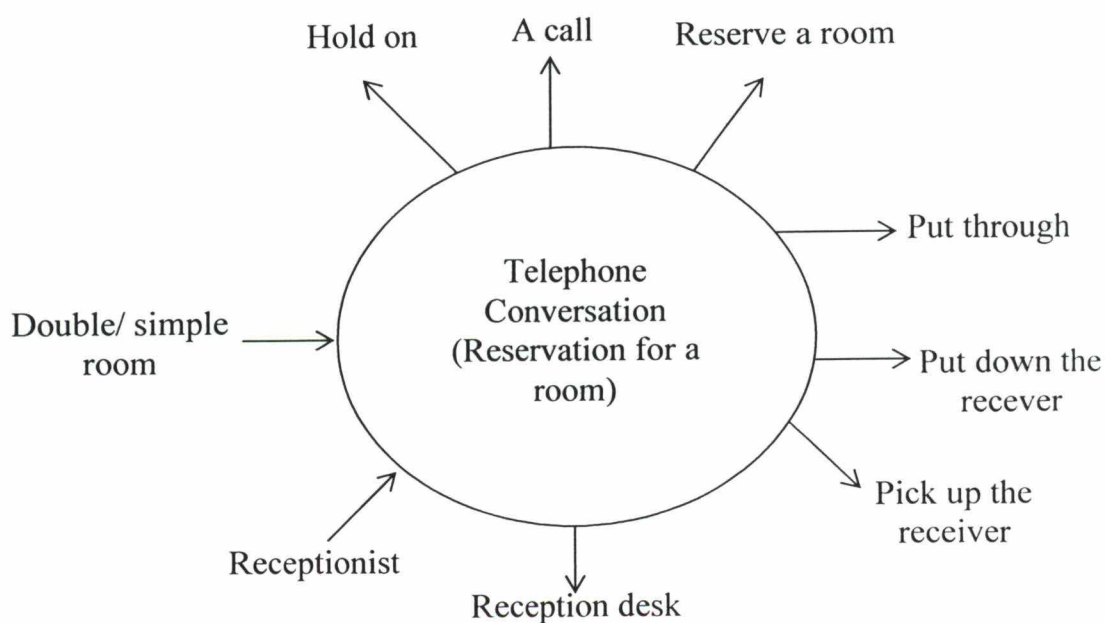 Hold on
A call
Reserve a room
Put through
Telephone
Conversation
(Reservation for a
room)
Double/ simple
room
Put down the
recever
Pick up the
receiver
Receptionist
Reception desk